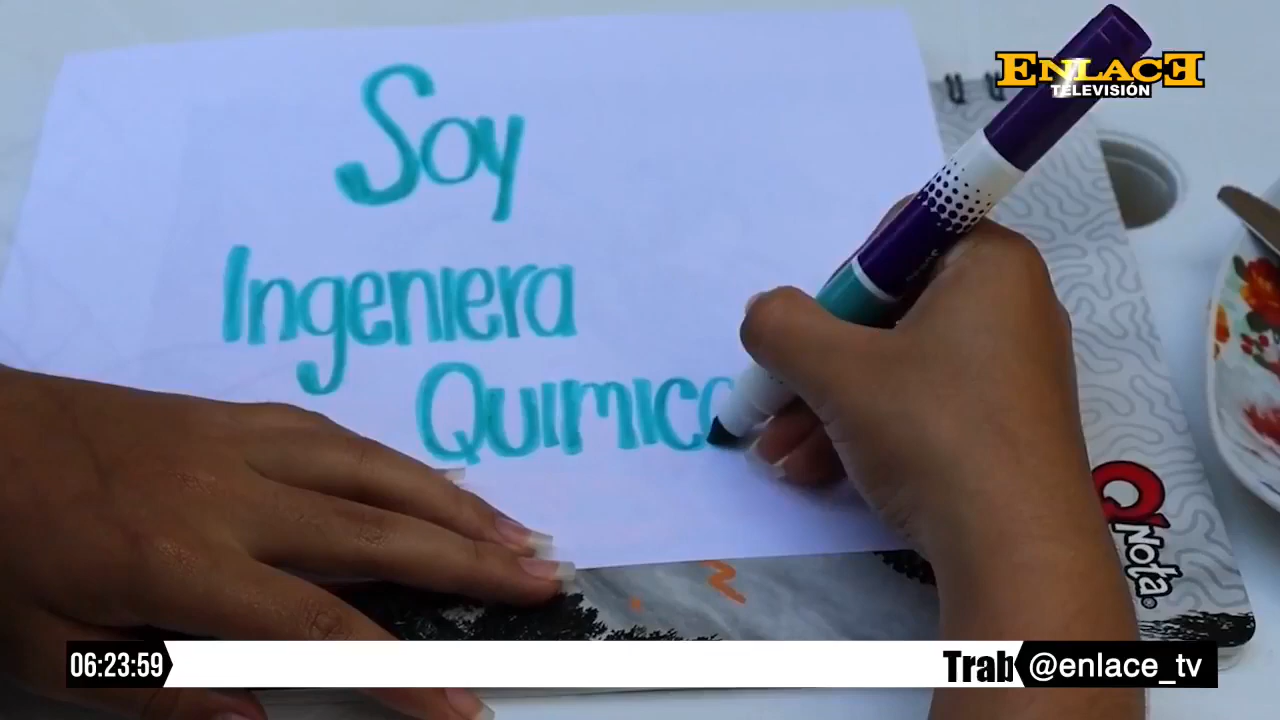 ENLACE
TELEVISIÓN
Soy
Ingeniera
Quimica
Q'Nota
06:23:59
Trab
@enlace_tv